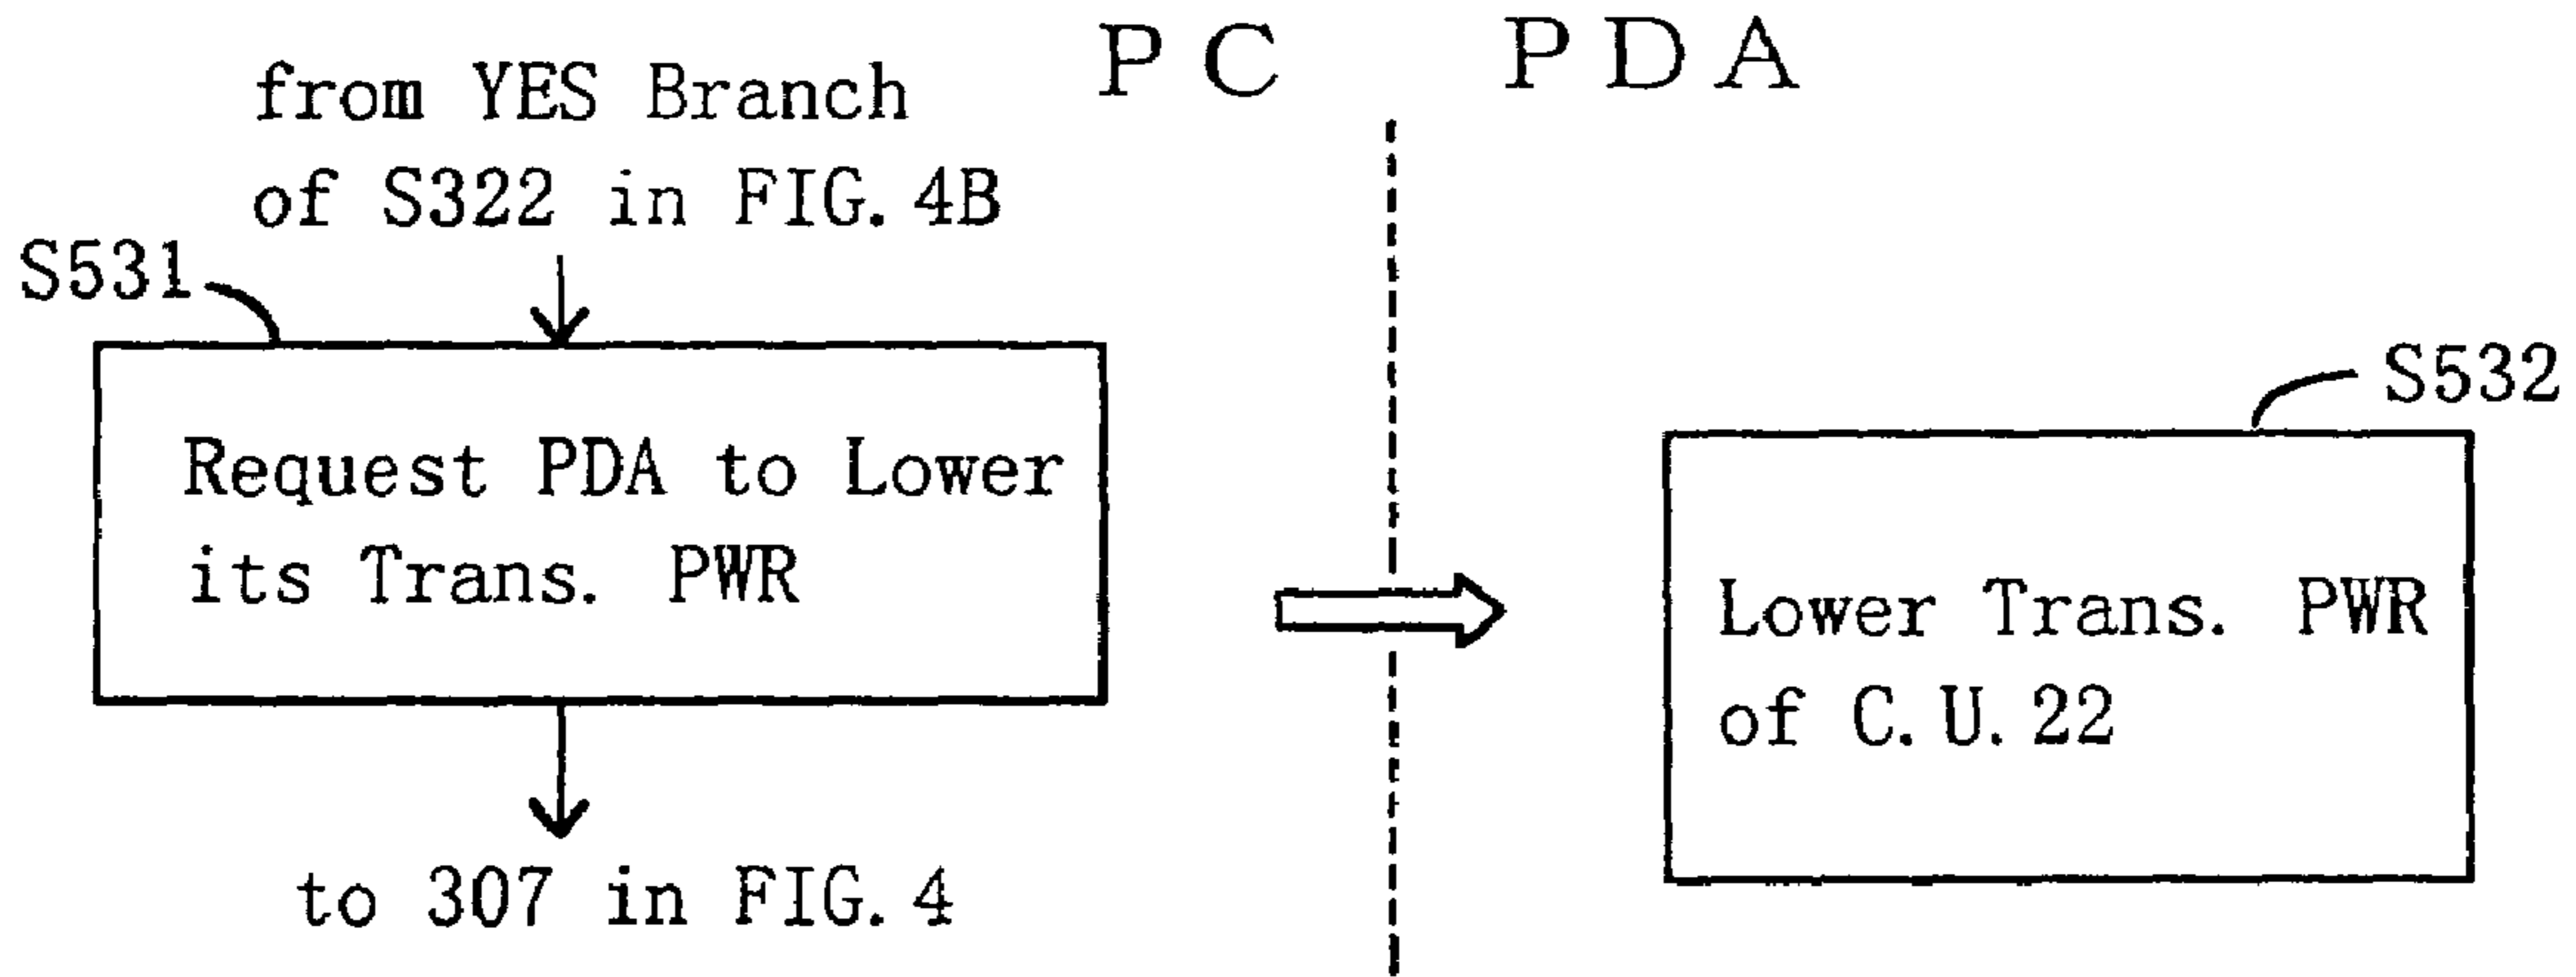 PC PDA
from YES Branch
of S322 in FIG. 4B
S531
Request PDA to Lower
its Trans. PWR
to 307 in FIG. 4
S532
Lower Trans. PWR
of C. U. 22